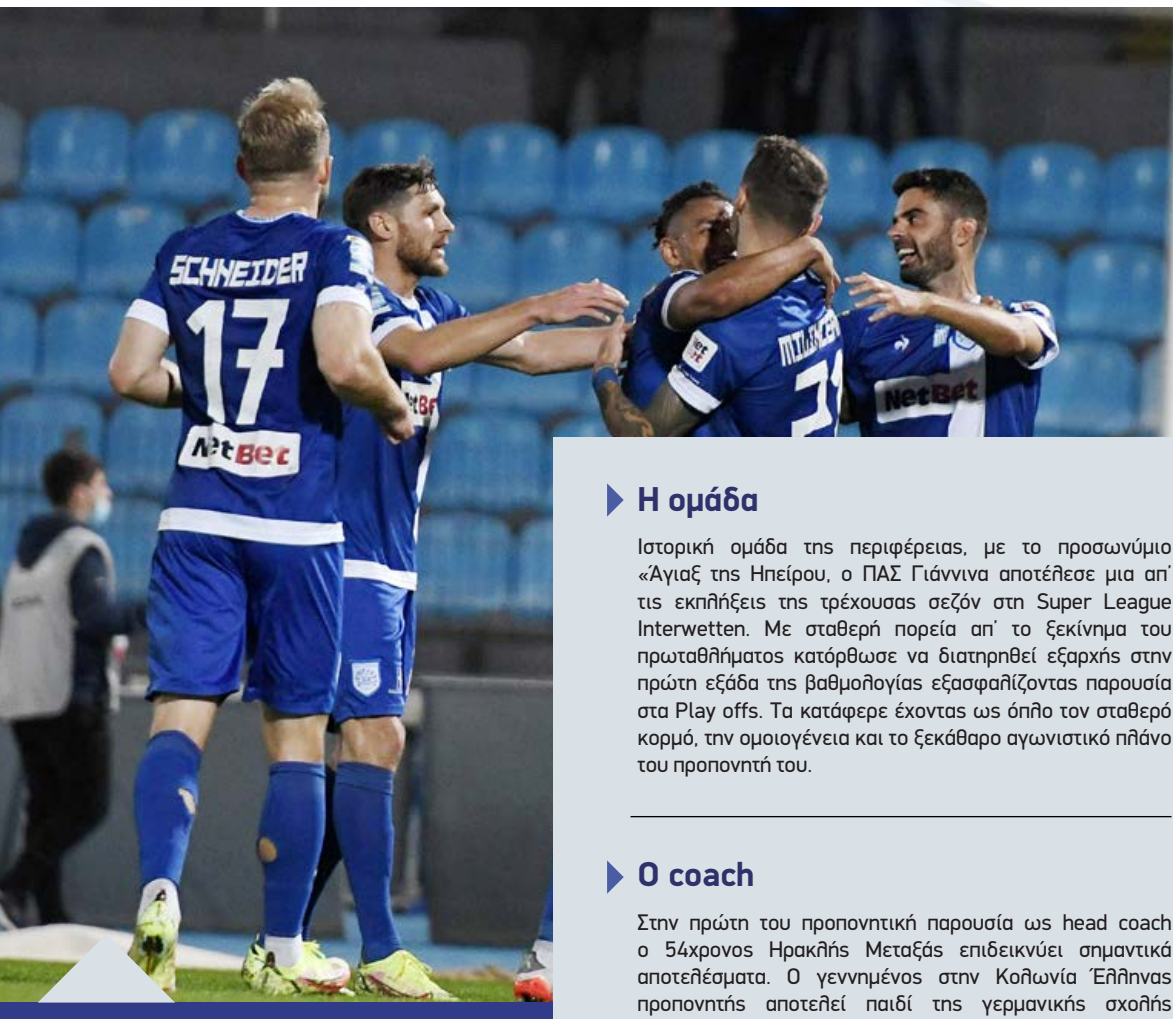 SCHNEIDER
17
NetBet
NetBet
Η ομάδα
Ιστορική ομάδα της περιφέρειας, με το προσωνύμιο
«Άγιαξ της Ηπείρου, ο ΠΑΣ Γιάννινα αποτέλεσε μια απ'
τις εκπλήξεις της τρέχουσας σεζόν στη Super League
Interwetten. Με σταθερή πορεία απ' το ξεκίνημα του
πρωταθλήματος κατόρθωσε να διατηρηθεί εξαρχής στην
πρώτη εξάδα της βαθμολογίας εξασφαλίζοντας παρουσία
στα Play offs. Τα κατάφερε έχοντας ως όπλο τον σταθερό
κορμό, την ομοιογένεια και το ξεκάθαρο αγωνιστικό πλάνο
του προπονητή του.
Ο coach
Στην πρώτη του προπονητική παρουσία ως head coach
ο 54χρονος Ηρακλής Μεταξάς επιδεικνύει σημαντικά
αποτελέσματα. Ο γεννημένος στην Κολωνία Έλληνας
προπονητής αποτελεί παιδί της γερμανικής σχολής